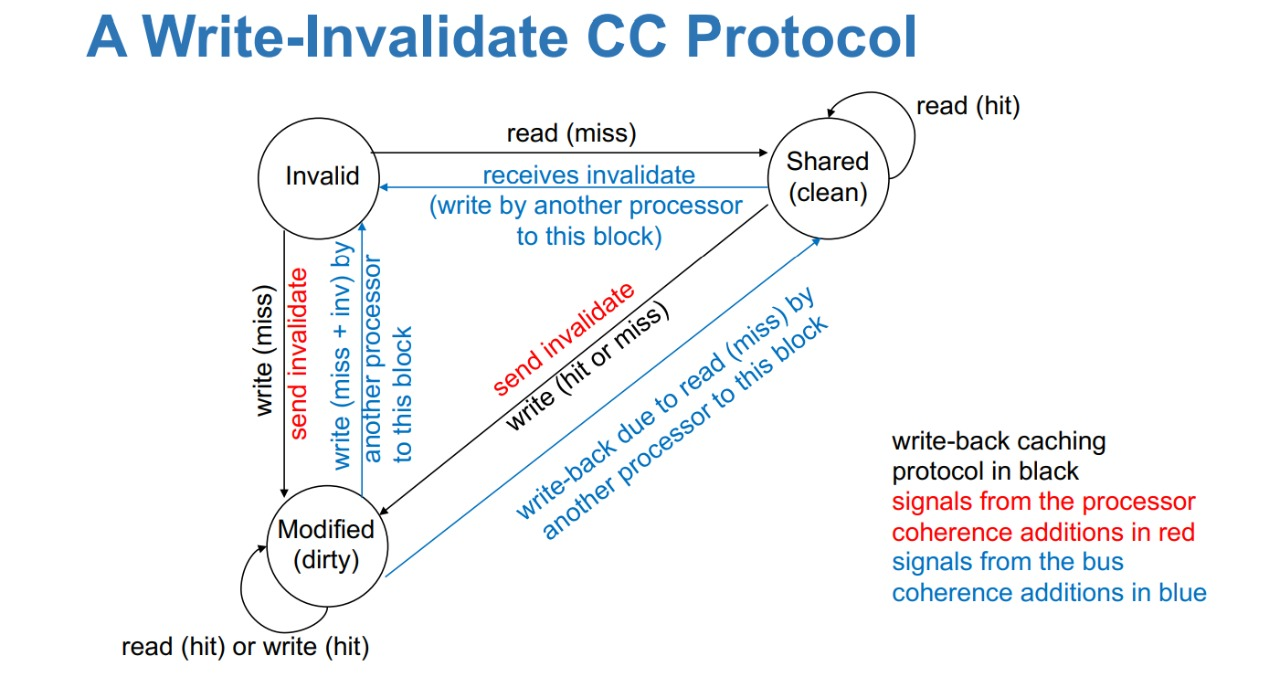 A Write-Invalidate CC Protocol
read (hit)
read (miss)
Invalid
Shared
(clean)
receives invalidate
(write by another processor
to this block)
write (miss)
send invalidate
write (miss + inv) by
another processor
to this block
send invalidate
write (hit or miss)
write-back due to read (miss) by
another processor to this block
Modified
(dirty)
read (hit) or write (hit)
write-back caching
protocol in black
signals from the processor
coherence additions in red
signals from the bus
coherence additions in blue